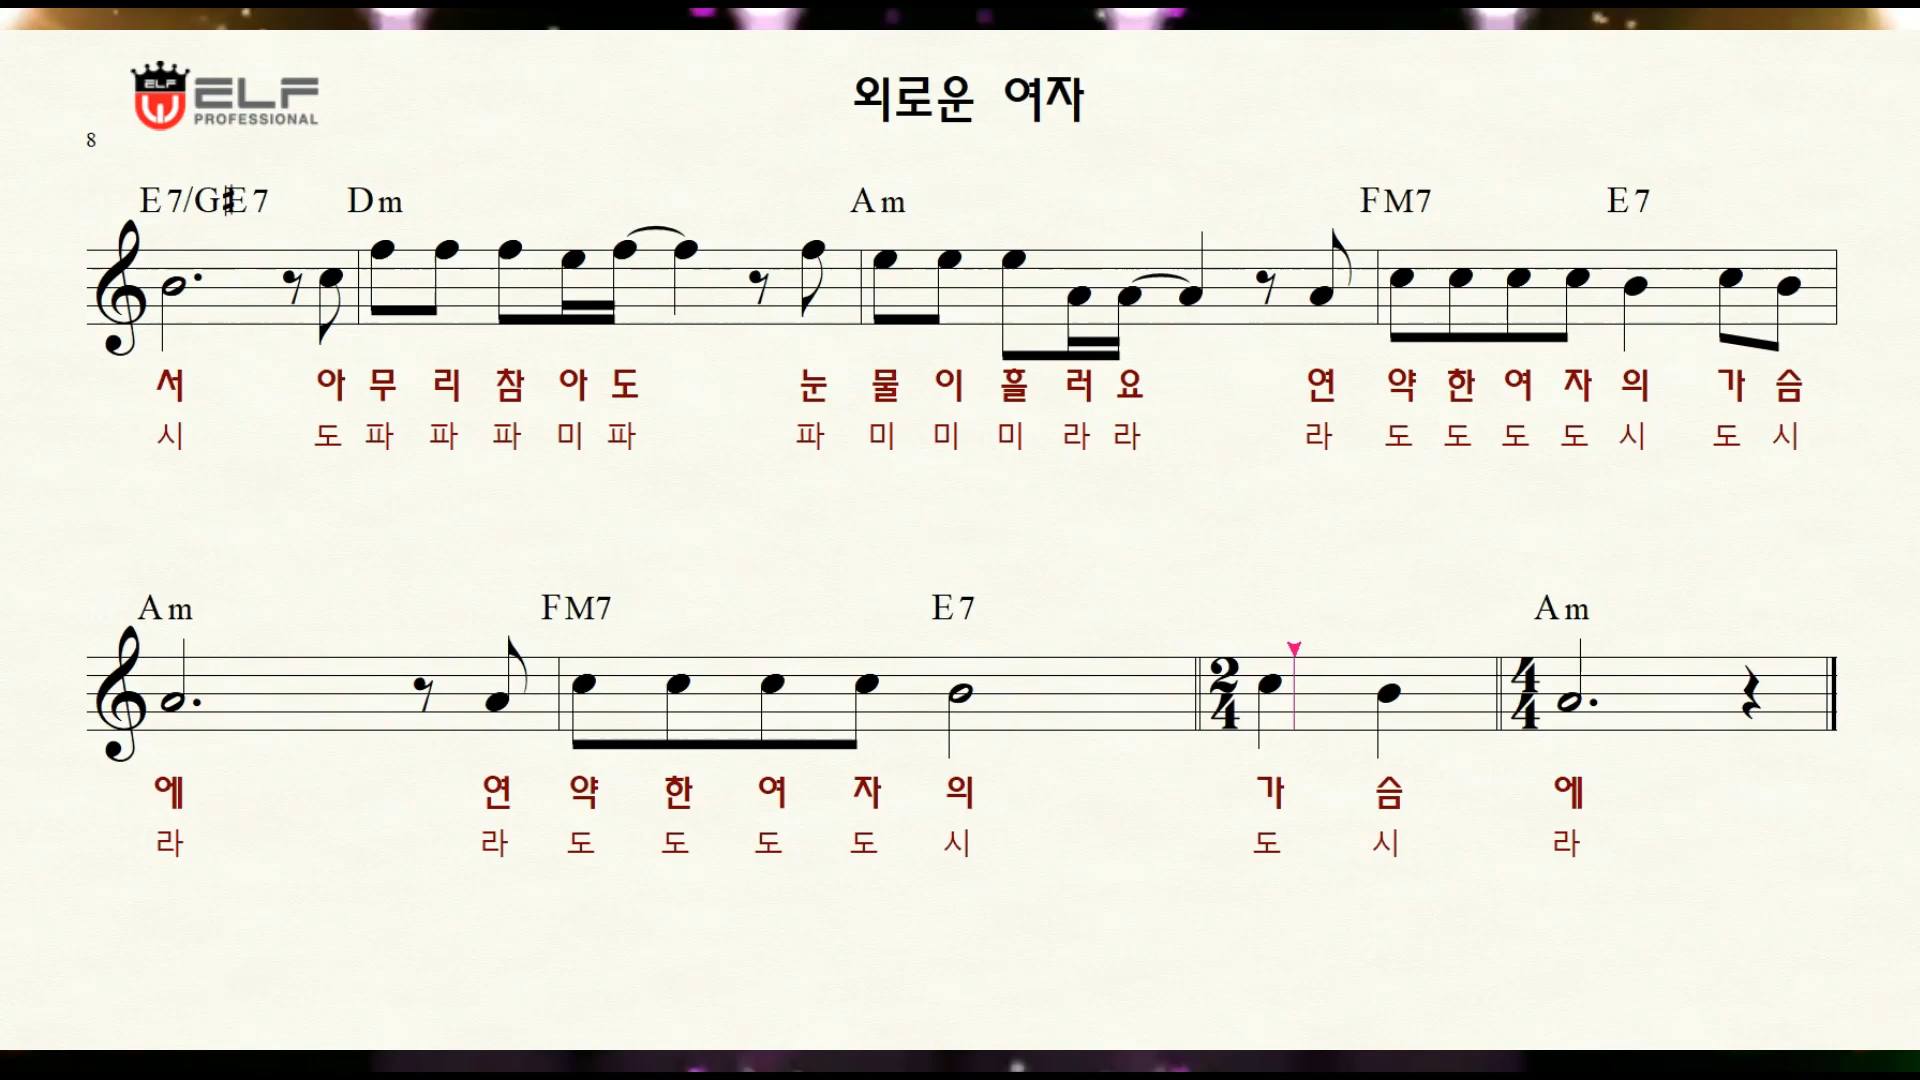 ELF
ELF
PROFESSIONAL
외로운 여자
8
E7/G♯ E7 Dm Am FM7 E7
서 아 무 리 참 아 도 눈 물 이 흘 러 요 연 약 한 여 자 의 가 슴
시 도 파 파 파 미 파 파 미 미 미 라 라 라 도 도 도 도 시 도 시
Am FM7 E7 Am
2 4
4 4
에 연 약 한 여 자 의 가 슴 에
라 라 도 도 도 도 시 도 시 라